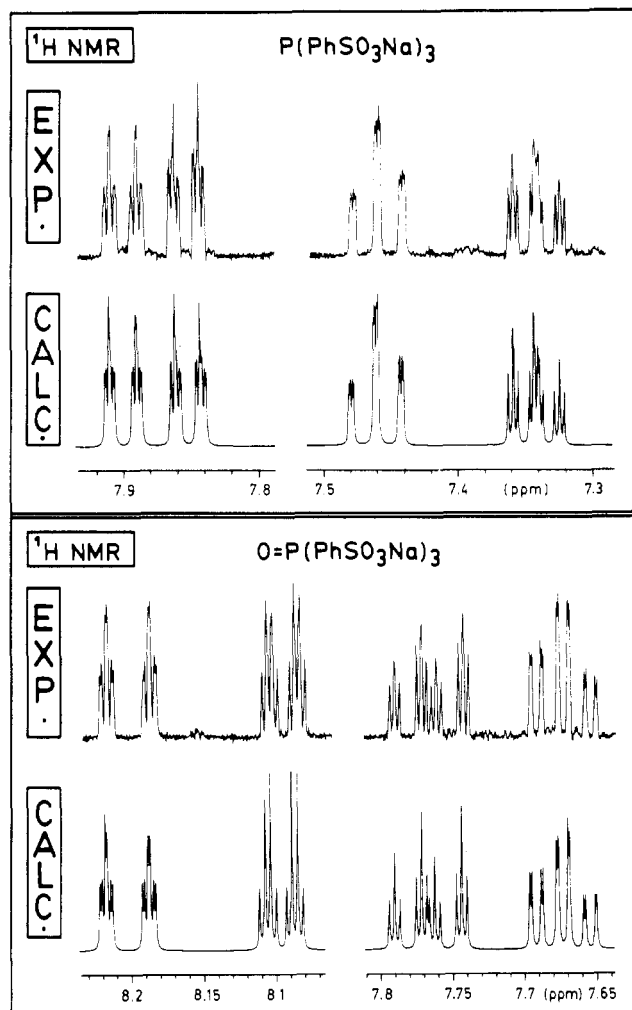 ¹H NMR P(PhSO₃Na)₃
EXP.
CALC.
7.9 7.8 7.5 7.4 (ppm) 7.3
¹H NMR O=P(PhSO₃Na)₃
EXP.
CALC.
8.2 8.15 8.1 7.8 7.75 7.7 (ppm) 7.65